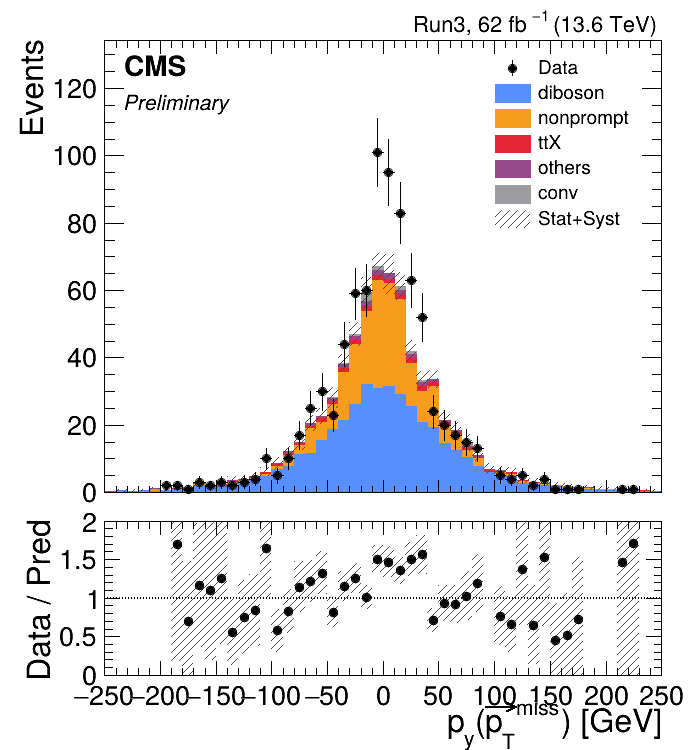 Run3, 62 fb⁻¹ (13.6 TeV)
CMS
Preliminary
Events
120
100
80
60
40
20
0
Data
diboson
nonprompt
ttX
others
conv
Stat+Syst
Data / Pred
2
1.5
1
0.5
0
−250 −200 −150 −100 −50 0 50 100 150 200 250
p_y(p⃗_T^miss) [GeV]